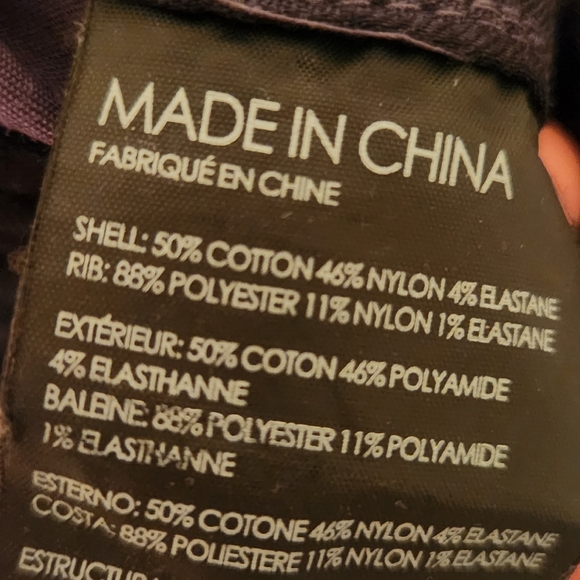 MADE IN CHINA
FABRIQUÉ EN CHINE
SHELL: 50% COTTON 46% NYLON 4% ELASTANE
RIB: 88% POLYESTER 11% NYLON 1% ELASTANE
EXTÉRIEUR: 50% COTON 46% POLYAMIDE
4% ELASTHANNE
BALEINE: 88% POLYESTER 11% POLYAMIDE
1% ELASTHANNE
ESTERNO: 50% COTONE 46% NYLON 4% ELASTANE
COSTA: 88% POLIESTERE 11% NYLON 1% ELASTANE